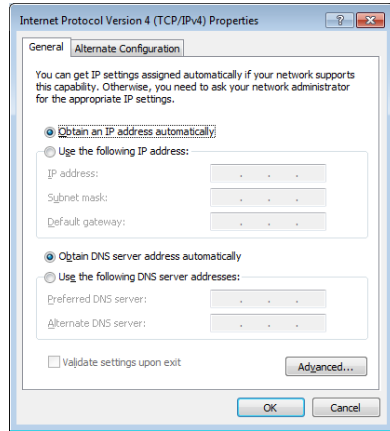 Internet Protocol Version 4 (TCP/IPv4) Properties
General Alternate Configuration
You can get IP settings assigned automatically if your network supports
this capability. Otherwise, you need to ask your network administrator
for the appropriate IP settings.
Obtain an IP address automatically
Use the following IP address:
IP address:
Subnet mask:
Default gateway:
Obtain DNS server address automatically
Use the following DNS server addresses:
Preferred DNS server:
Alternate DNS server:
Validate settings upon exit
Advanced...
OK Cancel